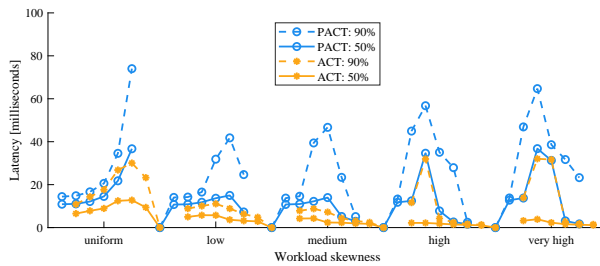 100
80
60
40
20
0
Latency [milliseconds]
PACT: 90%
PACT: 50%
ACT: 90%
ACT: 50%
uniform low medium high very high
Workload skewness